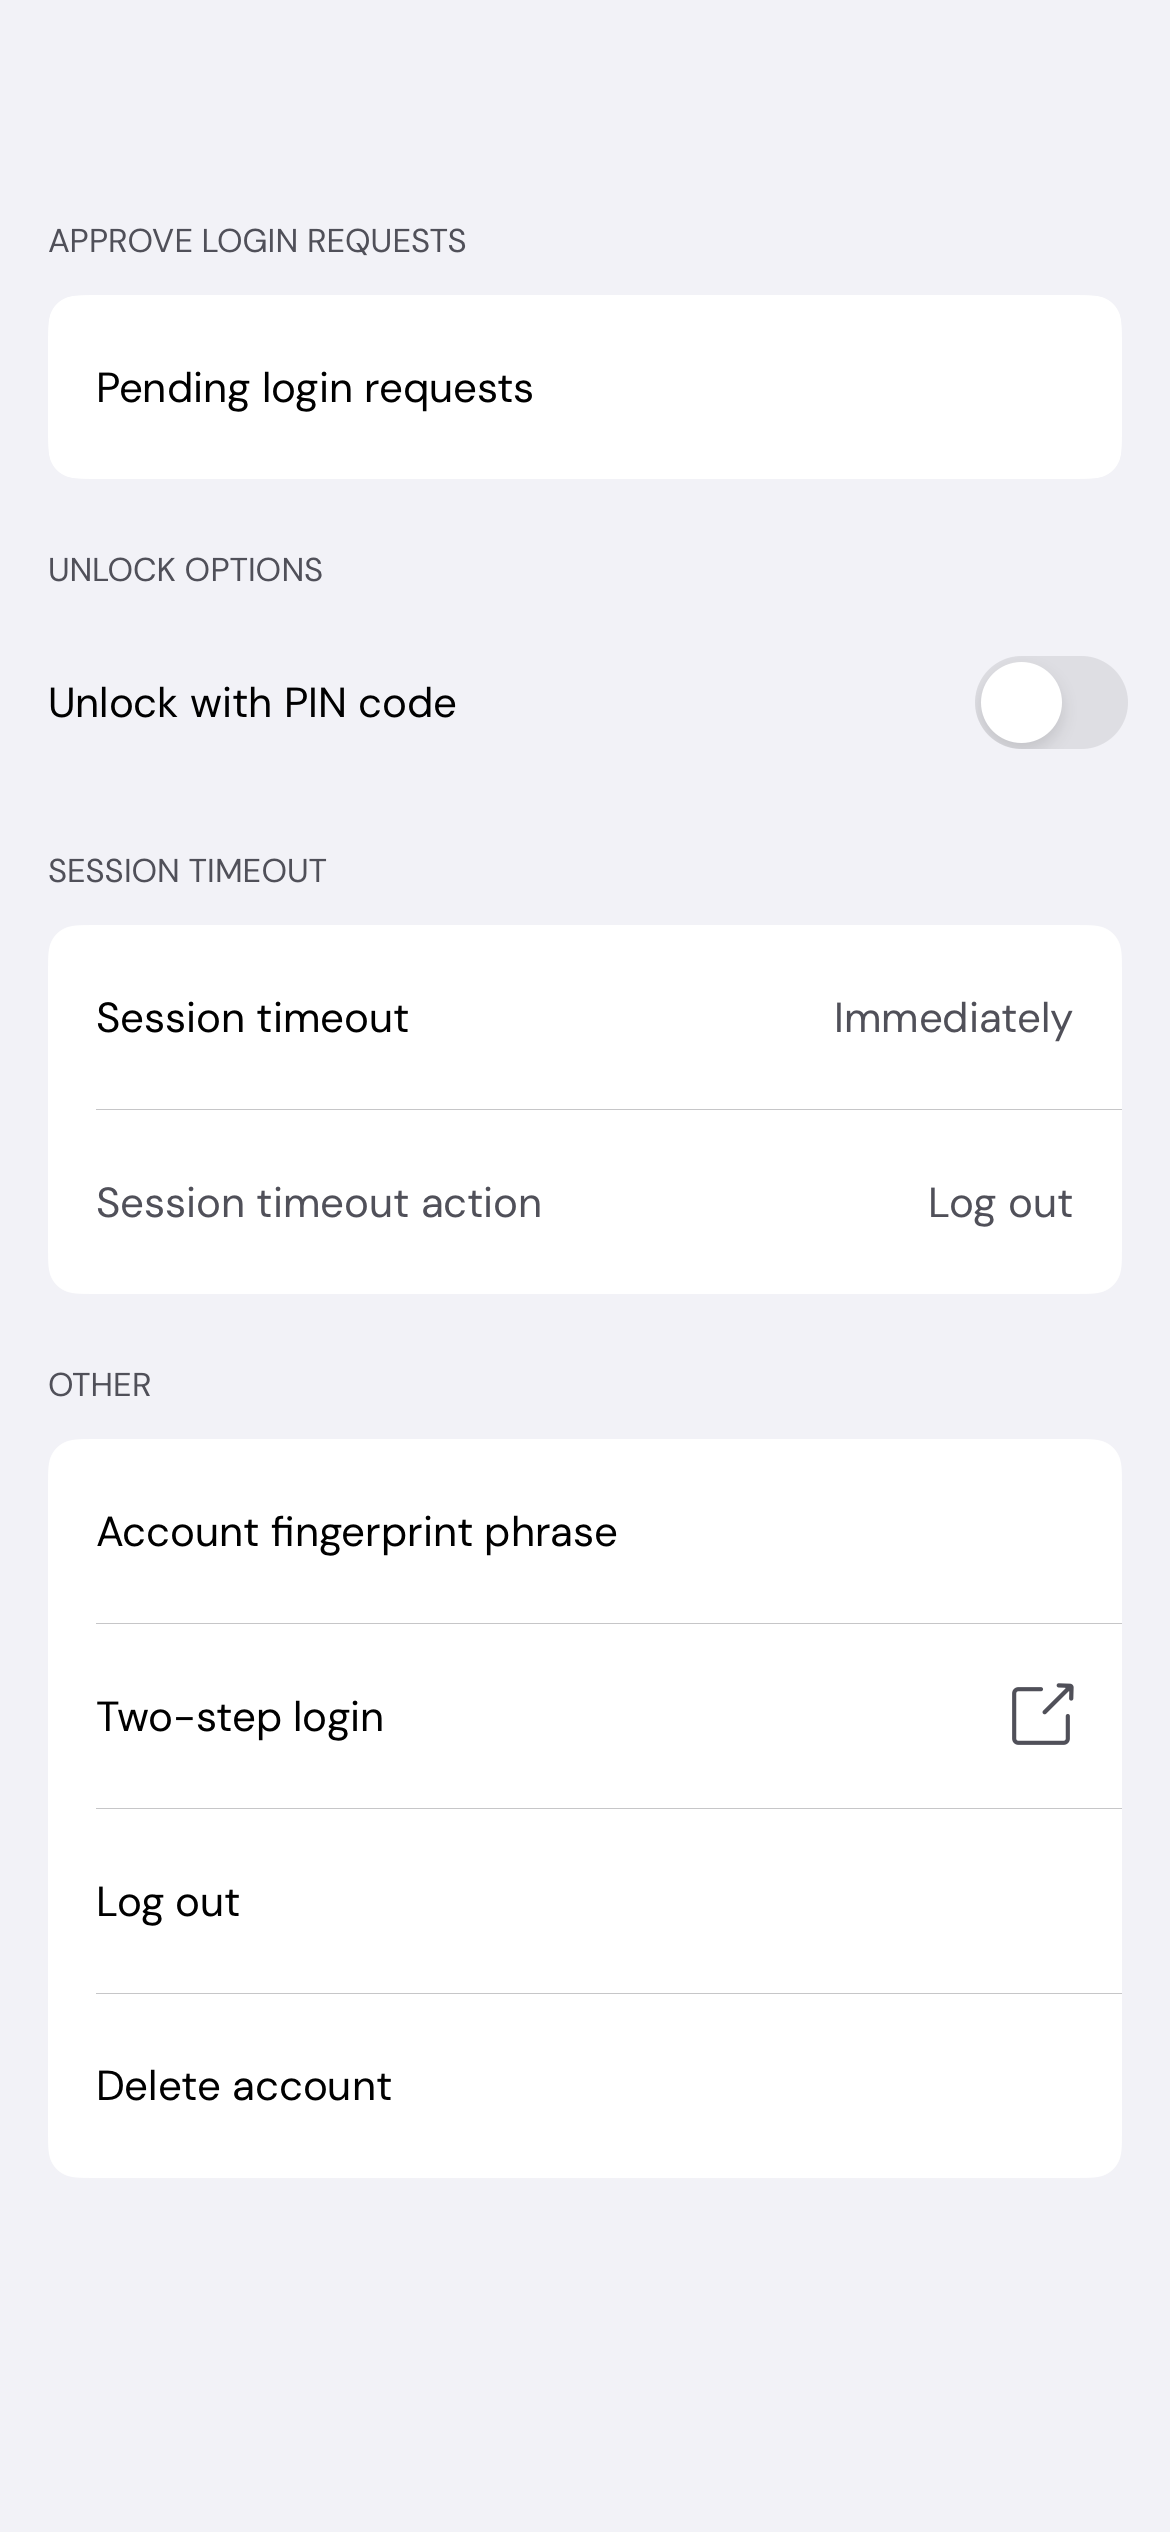 APPROVE LOGIN REQUESTS
Pending login requests
UNLOCK OPTIONS
Unlock with PIN code
SESSION TIMEOUT
Session timeout Immediately
Session timeout action Log out
OTHER
Account fingerprint phrase
Two-step login
Log out
Delete account